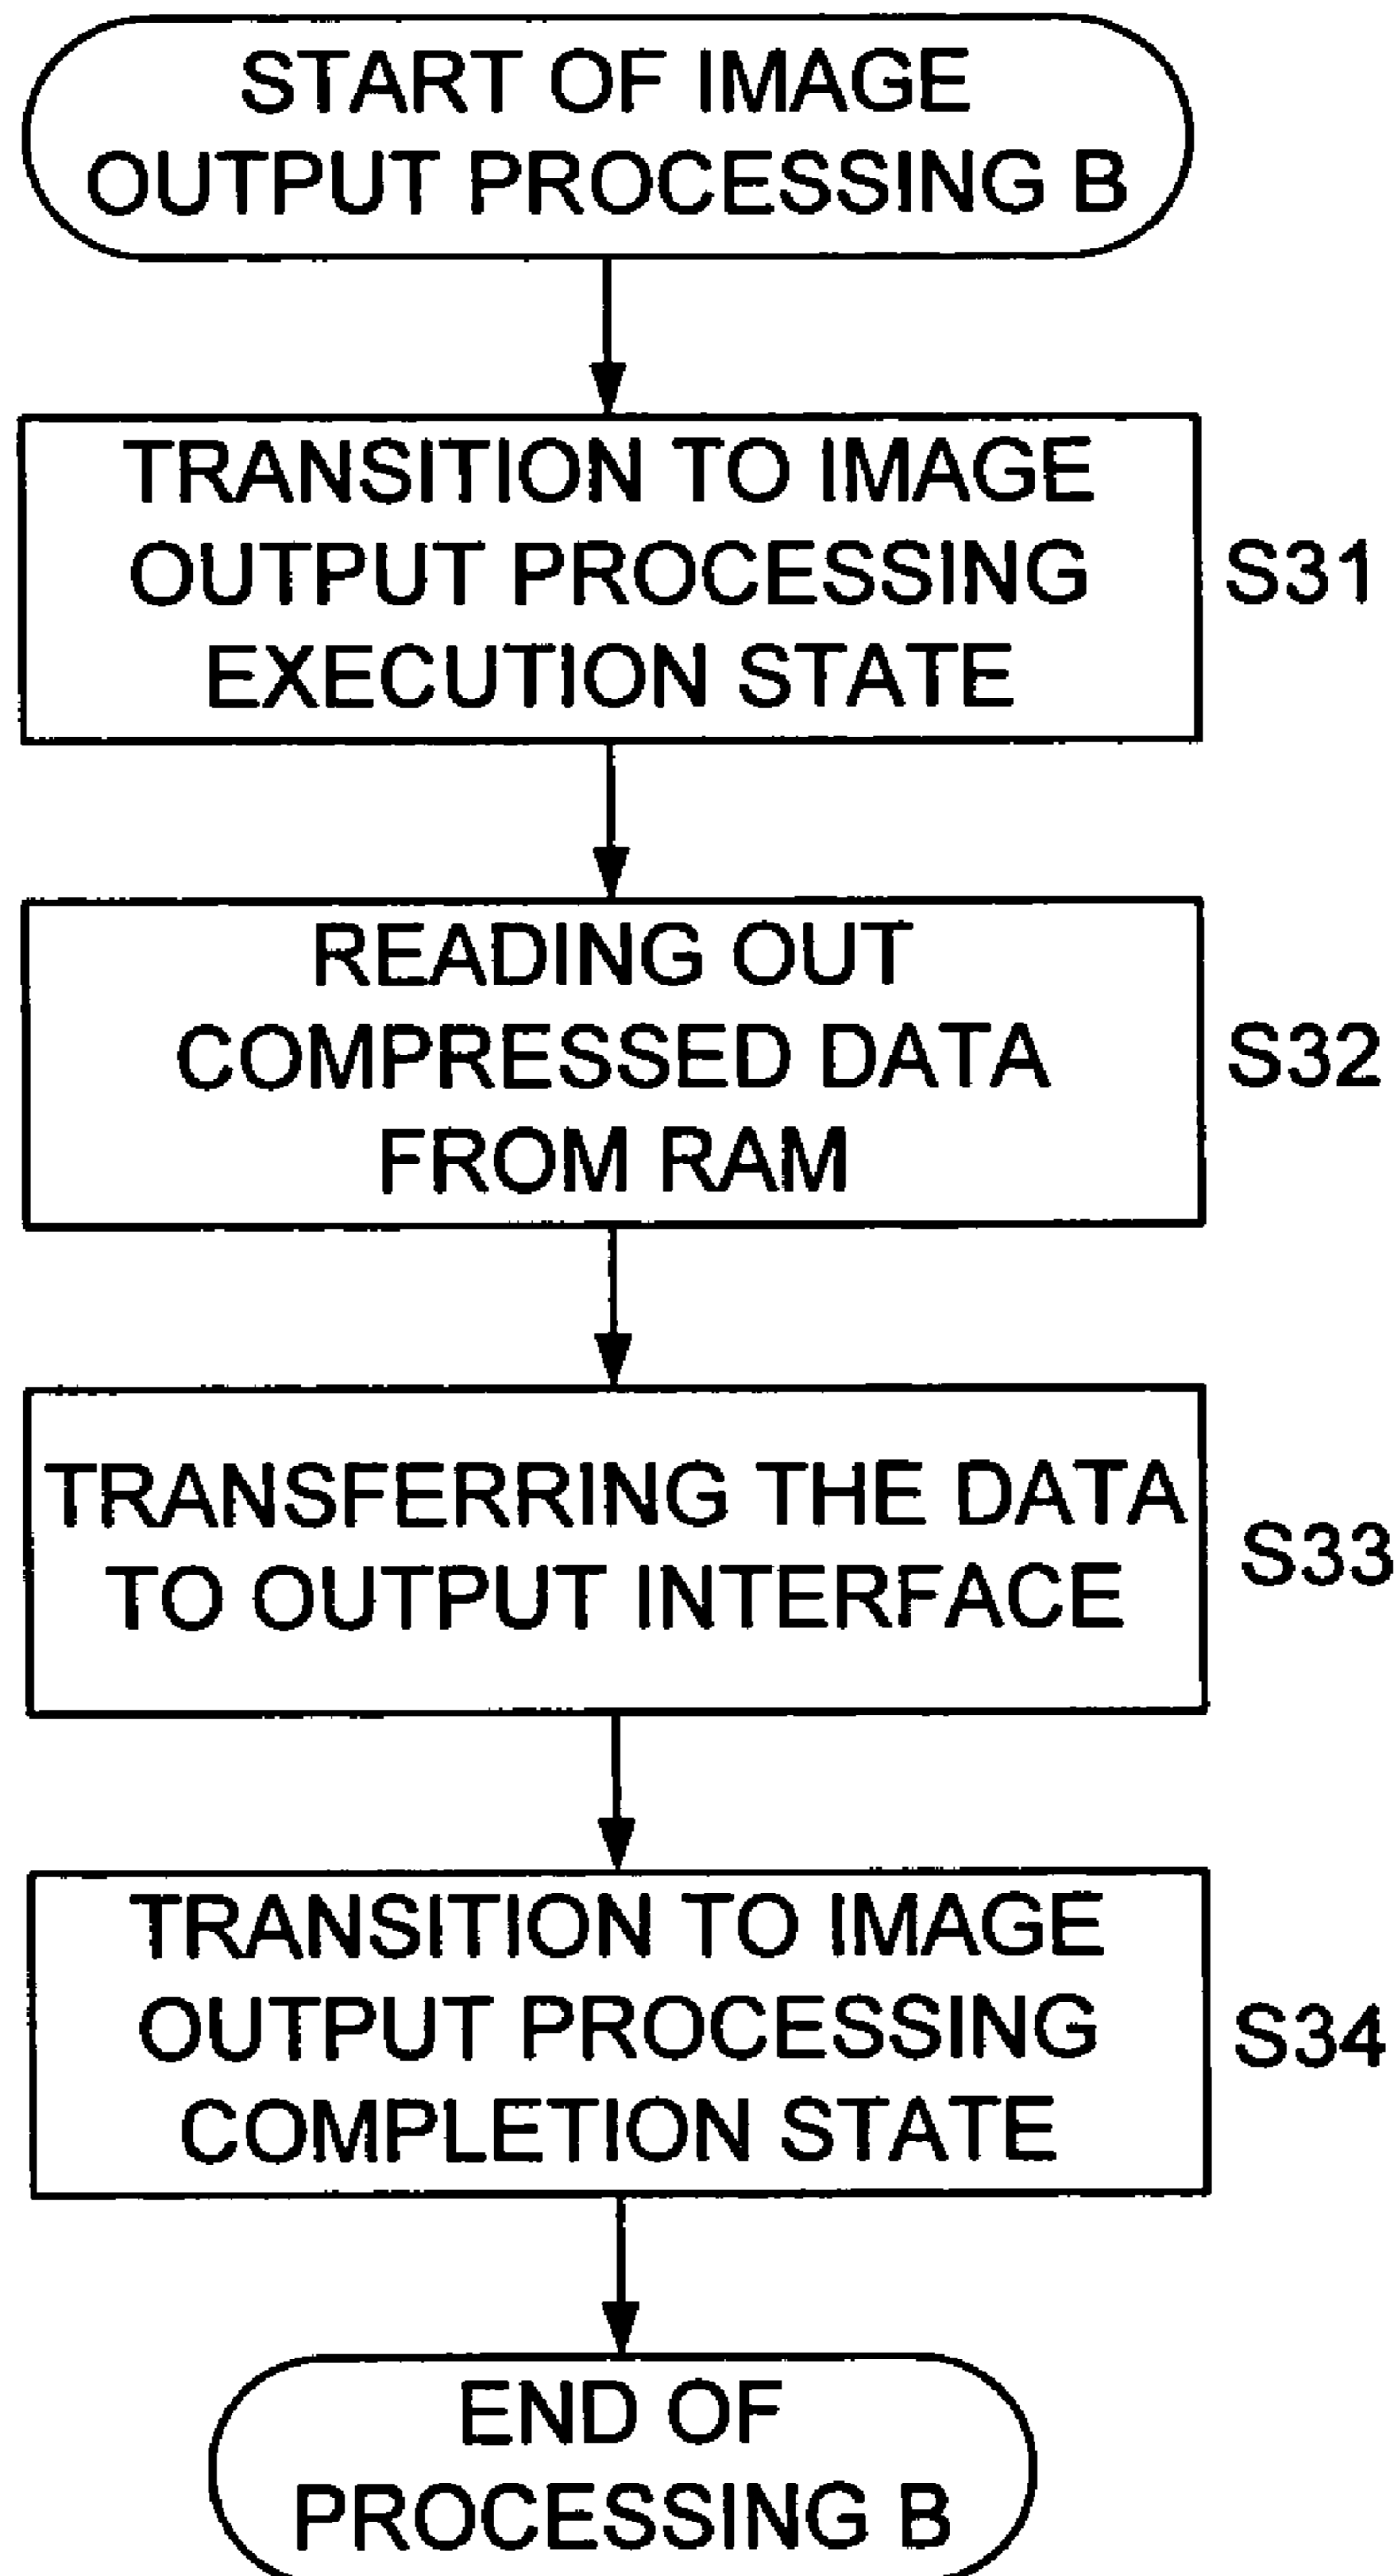 START OF IMAGE
OUTPUT PROCESSING B
TRANSITION TO IMAGE
OUTPUT PROCESSING
EXECUTION STATE
S31
READING OUT
COMPRESSED DATA
FROM RAM
S32
TRANSFERRING THE DATA
TO OUTPUT INTERFACE
S33
TRANSITION TO IMAGE
OUTPUT PROCESSING
COMPLETION STATE
S34
END OF
PROCESSING B